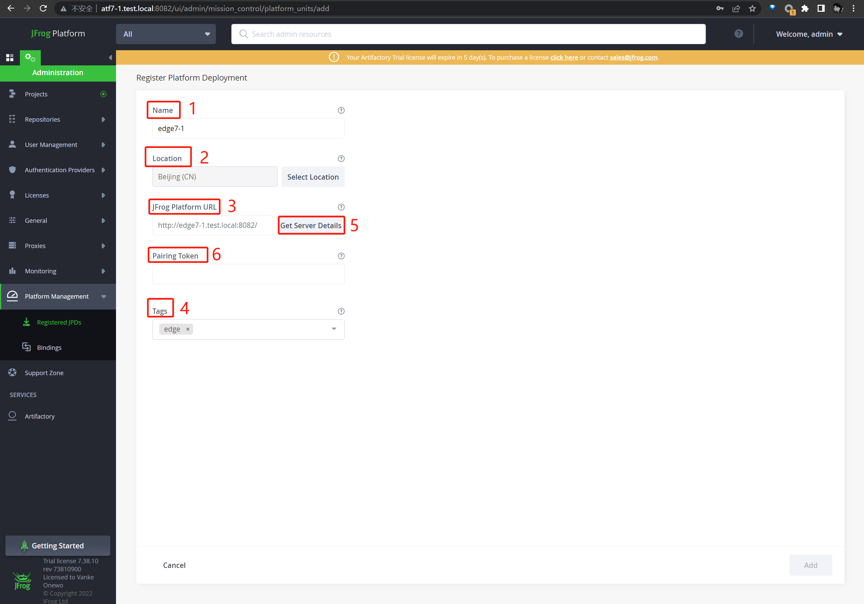 不安全 | atf7-1.test.local:8082/ui/admin/mission_control/platform_units/add
JFrog Platform
All
Search admin resources
Welcome, admin
Your Artifactory Trial license will expire in 5 day(s). To purchase a license click here or contact sales@jfrog.com.
Administration
Projects
Repositories
User Management
Authentication Providers
Licenses
General
Proxies
Monitoring
Platform Management
Registered JPDs
Bindings
Support Zone
SERVICES
Artifactory
Getting Started
JFrog
Trial license 7.38.10
rev 73810900
Licensed to Vanke
Onewo
© Copyright 2022
JFrog Ltd
Register Platform Deployment
Name 1
edge7-1
Location 2
Beijing (CN) Select Location
JFrog Platform URL 3
http://edge7-1.test.local:8082/ Get Server Details 5
Pairing Token 6
Tags 4
edge ×
Cancel
Add